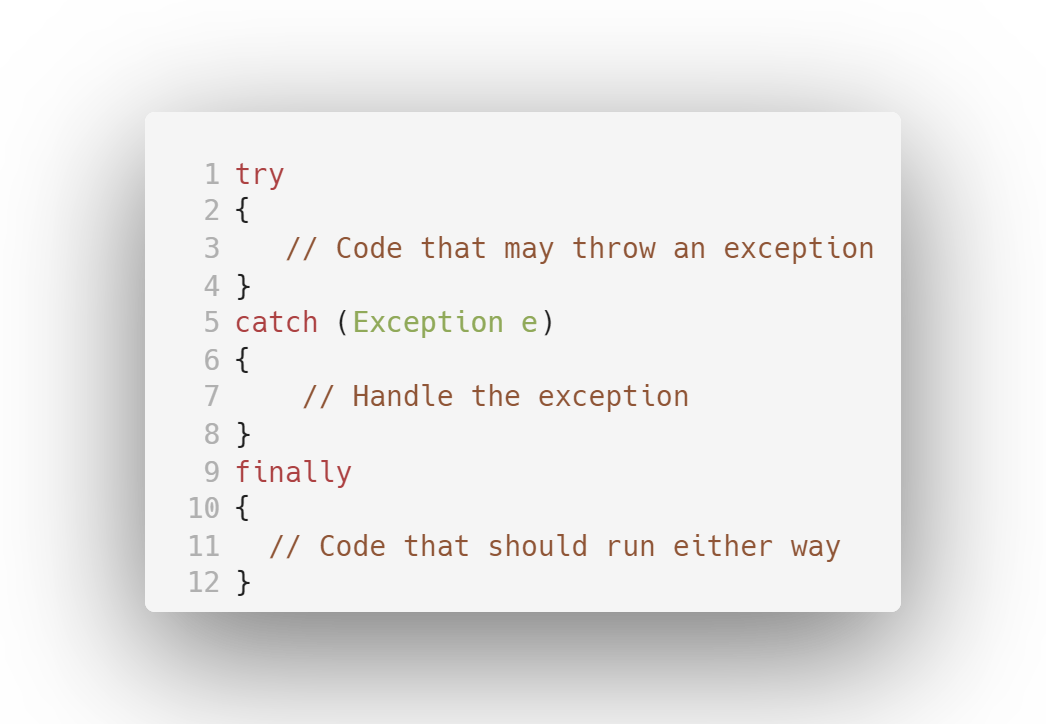 1 try
2 {
3    // Code that may throw an exception
4 }
5 catch (Exception e)
6 {
7     // Handle the exception
8 }
9 finally
10 {
11   // Code that should run either way
12 }